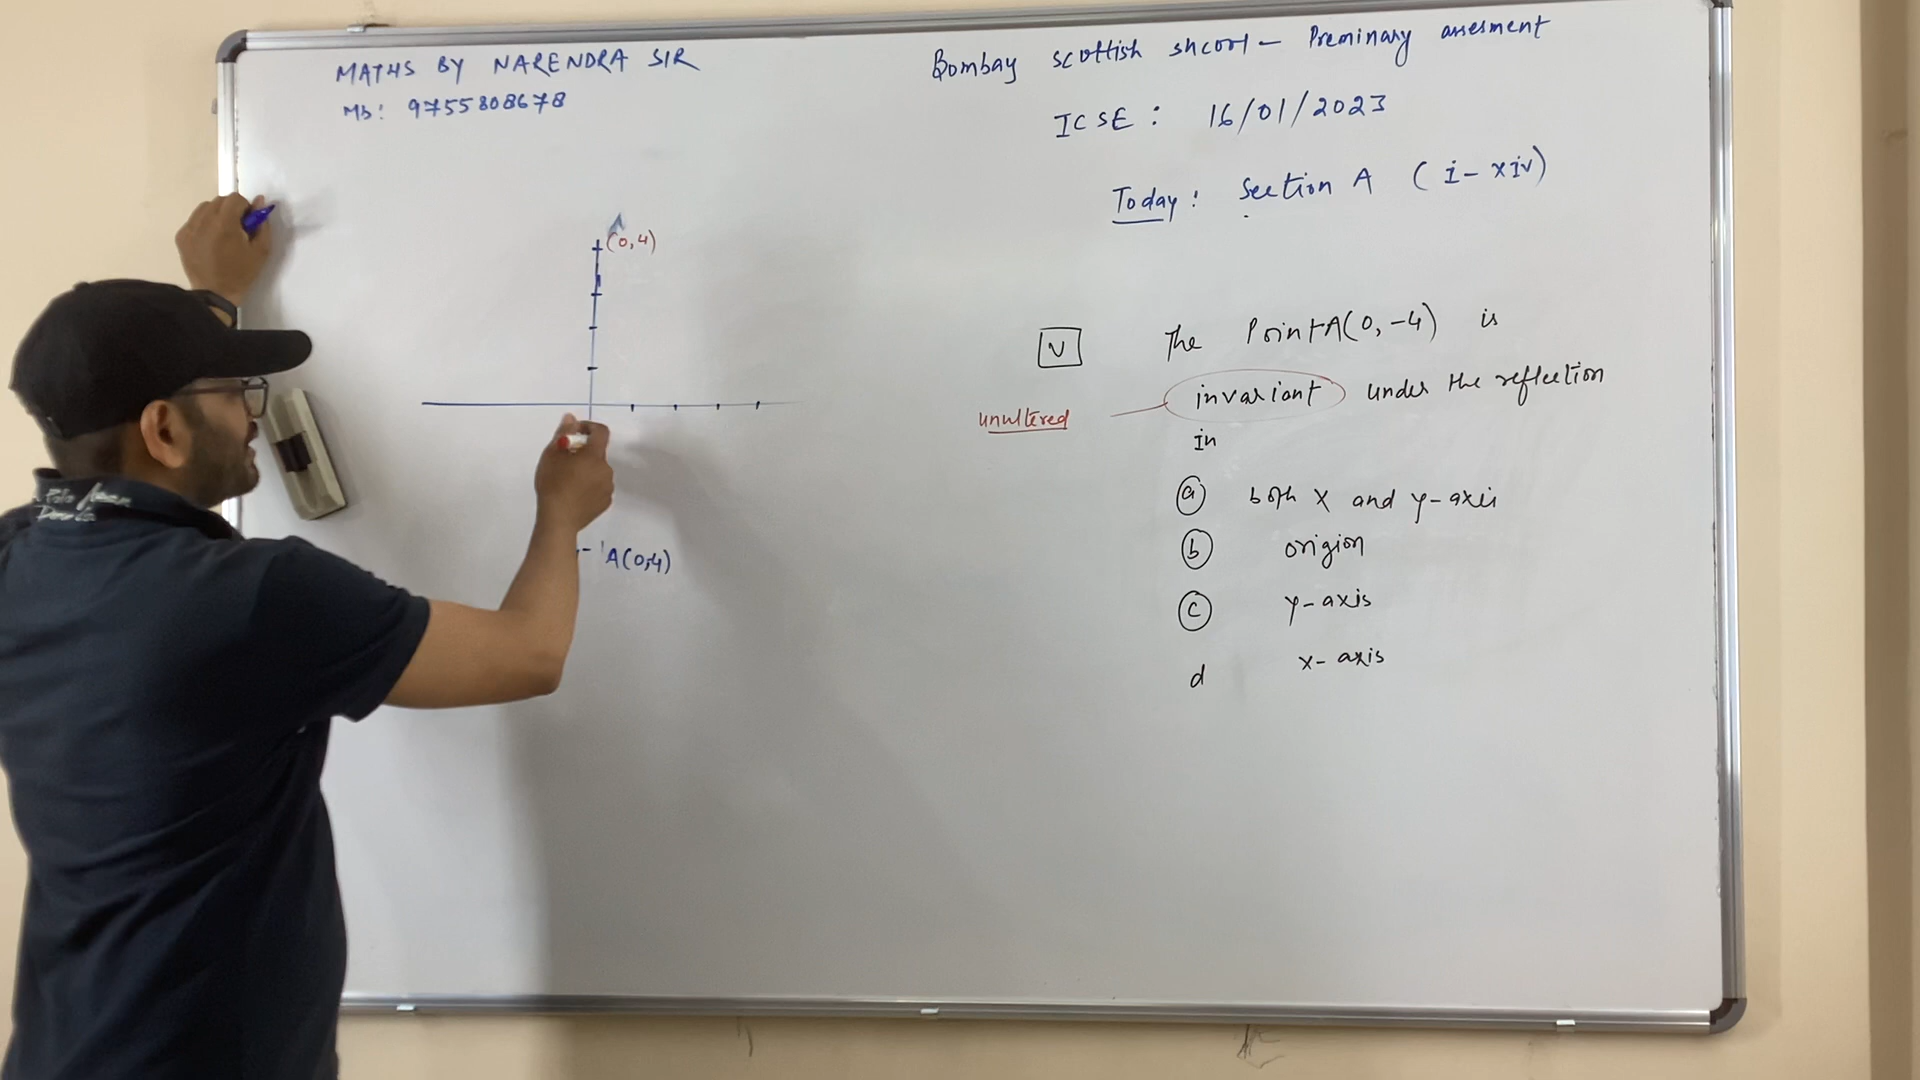 MATHS BY NARENDRA SIR
Mb: 9755808678
Bombay scottish shcool - Preminary assesment
ICSE: 16/01/2023
Today: Section A (i - xiv)
A
(0,4)
A(0,4)
V The Point A(0,-4) is
invariant under the reflection
unultered
in
a both X and y-axis
b origion
c y-axis
d x-axis